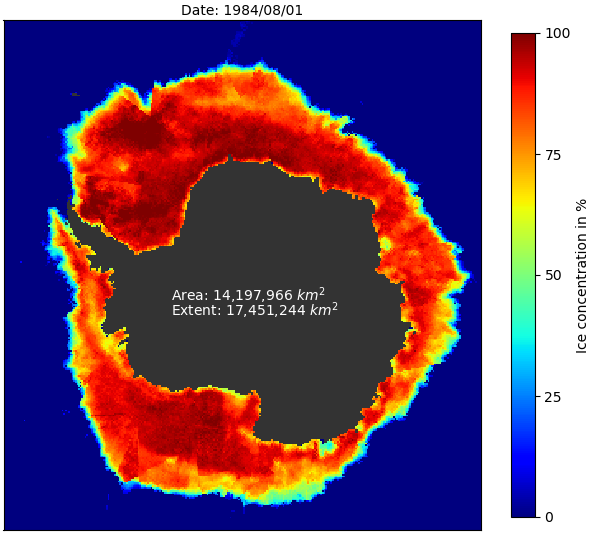 Date: 1984/08/01
Area: 14,197,966 km²
Extent: 17,451,244 km²
100
75
50
25
0
Ice concentration in %